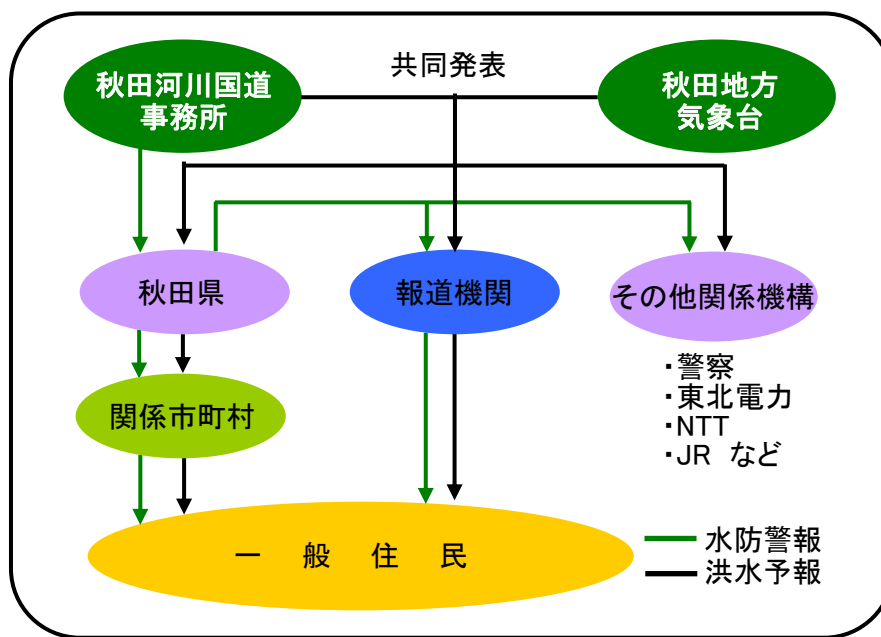 共同発表
秋田河川国道
事務所
秋田地方
気象台
秋田県
報道機関
その他関係機構
・警察
・東北電力
・NTT
・JR など
関係市町村
一 般 住 民
水防警報
洪水予報